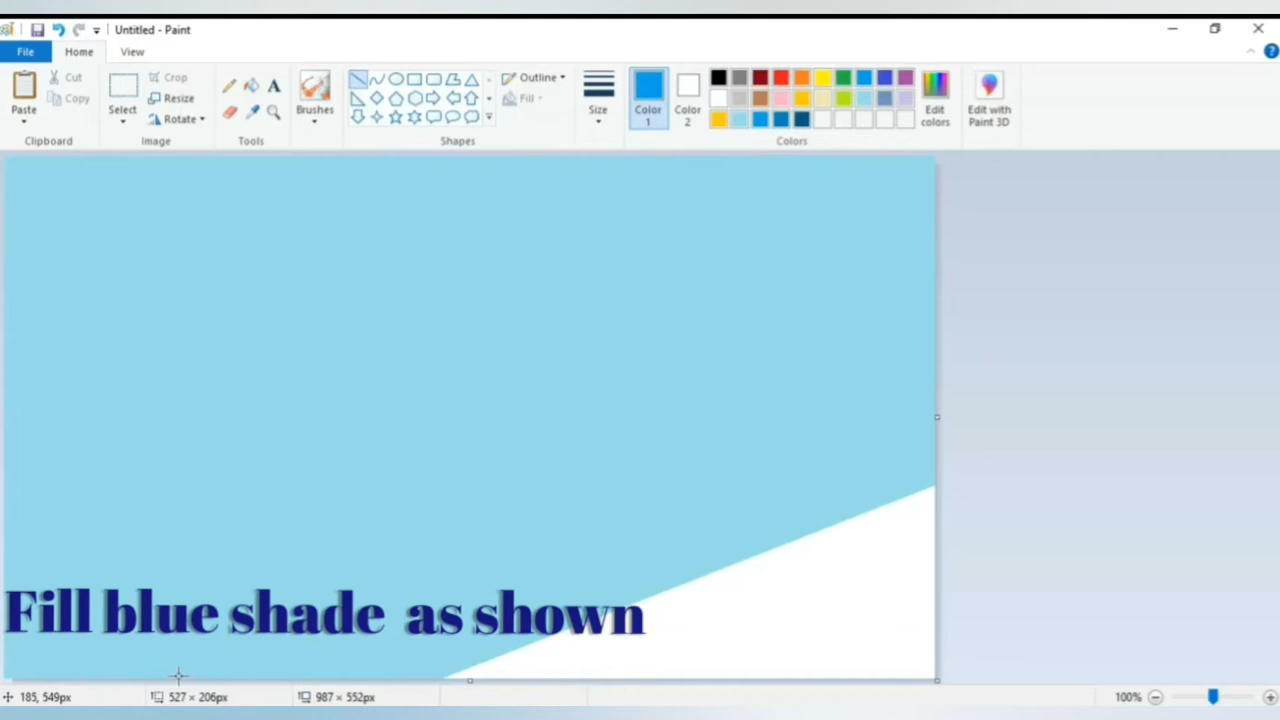 Untitled - Paint
File Home View
Paste
Cut
Copy
Clipboard
Select
Crop
Resize
Rotate
Image
A
Tools
Brushes
Shapes
Outline
Fill
Size
Color 1
Color 2
Colors
Edit colors
Edit with Paint 3D
Fill blue shade as shown
185, 549px 527 × 206px 987 × 552px 100%